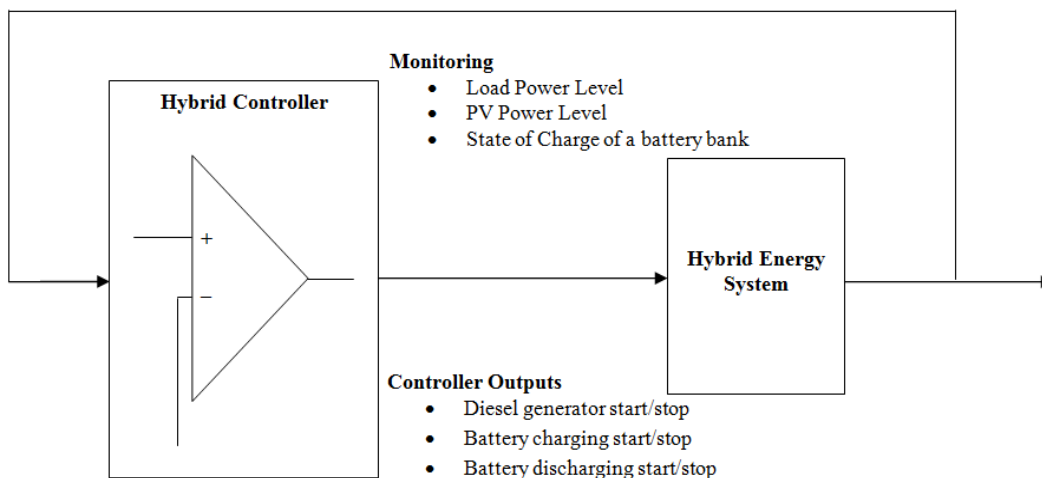 Monitoring
• Load Power Level
• PV Power Level
• State of Charge of a battery bank
Hybrid Controller
+
−
Hybrid Energy
System
Controller Outputs
• Diesel generator start/stop
• Battery charging start/stop
• Battery discharging start/stop